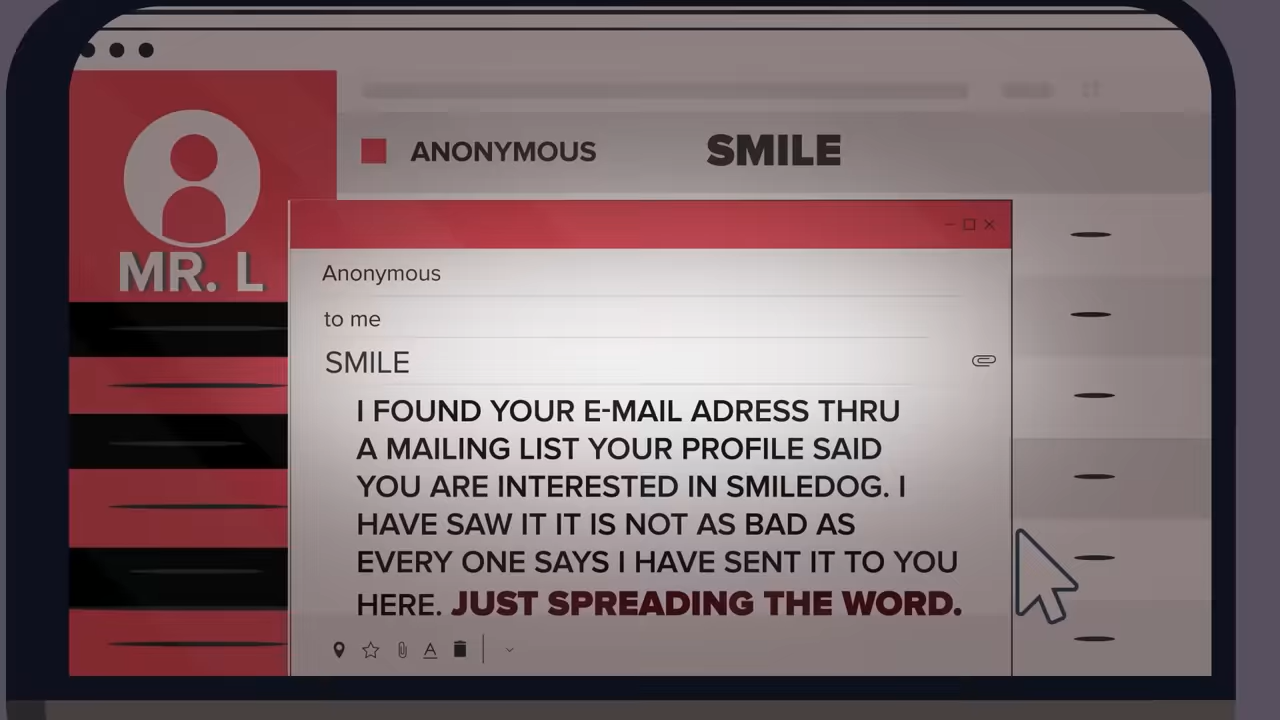 ANONYMOUS SMILE
MR. L
Anonymous
to me
SMILE
I FOUND YOUR E-MAIL ADRESS THRU
A MAILING LIST YOUR PROFILE SAID
YOU ARE INTERESTED IN SMILEDOG. I
HAVE SAW IT IT IS NOT AS BAD AS
EVERY ONE SAYS I HAVE SENT IT TO YOU
HERE. JUST SPREADING THE WORD.
A